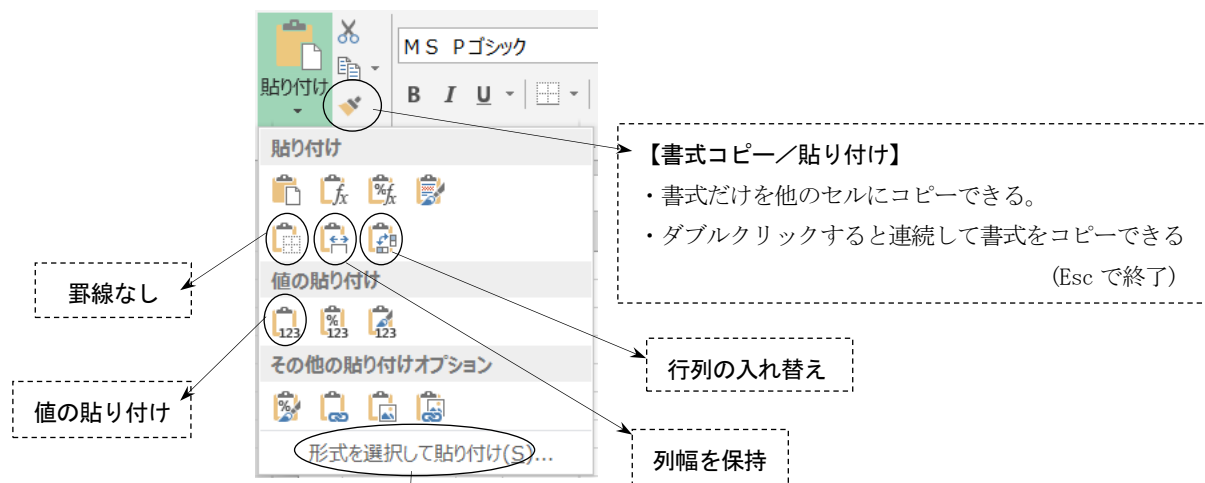 MS Pゴシック
貼り付け
B I U
貼り付け
fx %fx
値の貼り付け
123 % 123 123
その他の貼り付けオプション
%
形式を選択して貼り付け(S)...
【書式コピー／貼り付け】
・書式だけを他のセルにコピーできる。
・ダブルクリックすると連続して書式をコピーできる
(Esc で終了)
罫線なし
値の貼り付け
行列の入れ替え
列幅を保持